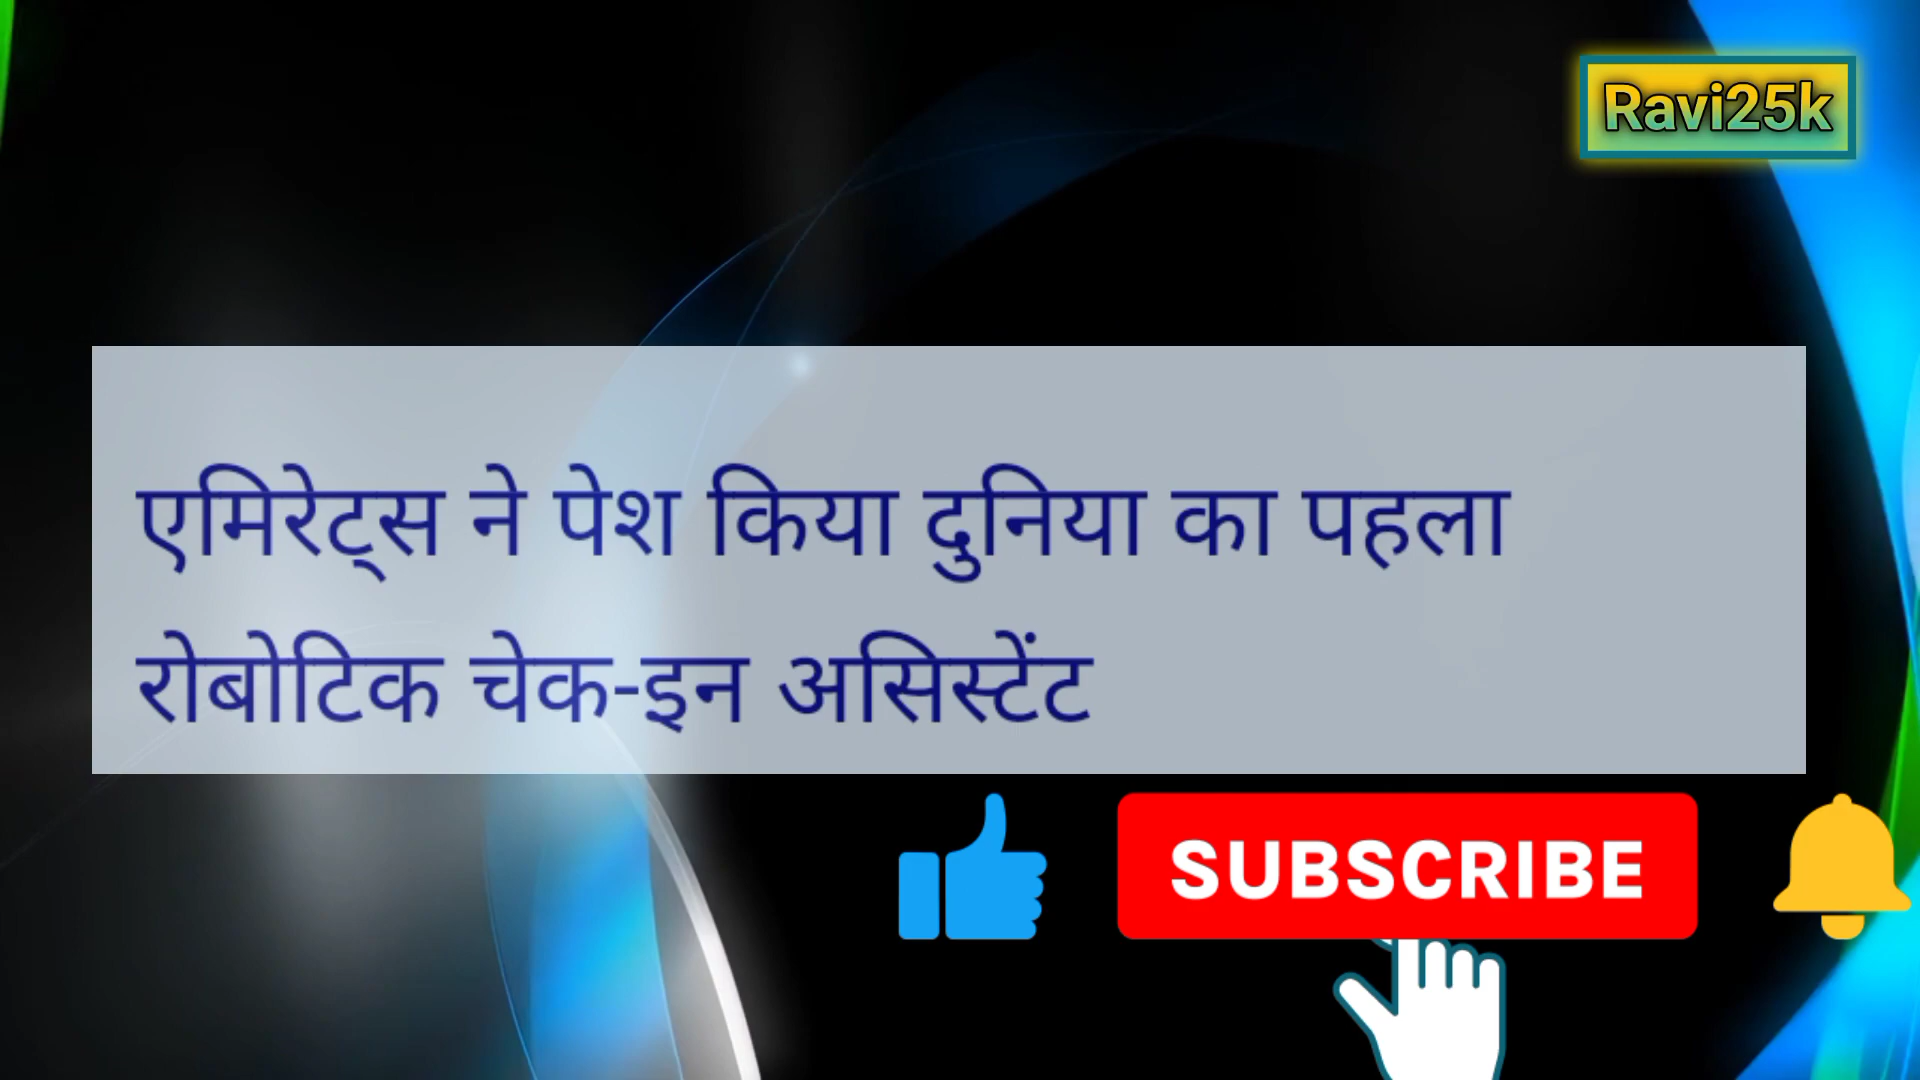 Ravi25k
एमिरेट्स ने पेश किया दुनिया का पहला
रोबोटिक चेक-इन असिस्टेंट
SUBSCRIBE